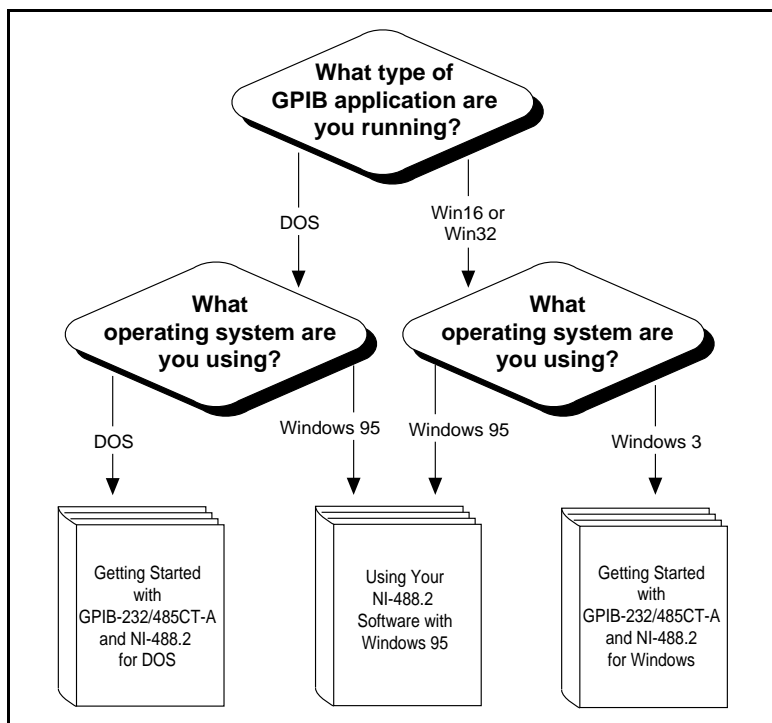 What type of
GPIB application are
you running?
DOS
Win16 or
Win32
What
operating system are
you using?
What
operating system are
you using?
DOS
Windows 95
Windows 95
Windows 3
Getting Started
with
GPIB-232/485CT-A
and NI-488.2
for DOS
Using Your
NI-488.2
Software with
Windows 95
Getting Started
with
GPIB-232/485CT-A
and NI-488.2
for Windows